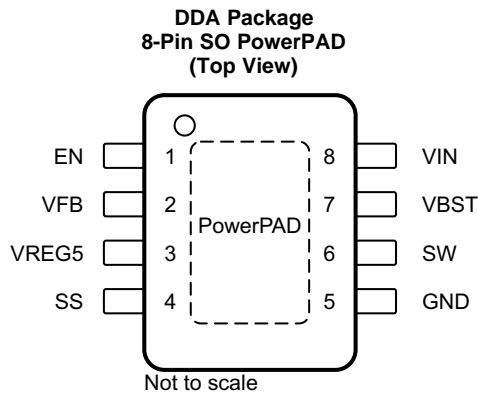 DDA Package
8-Pin SO PowerPAD
(Top View)
EN 1 8 VIN
VFB 2 7 VBST
PowerPAD
VREG5 3 6 SW
SS 4 5 GND
Not to scale